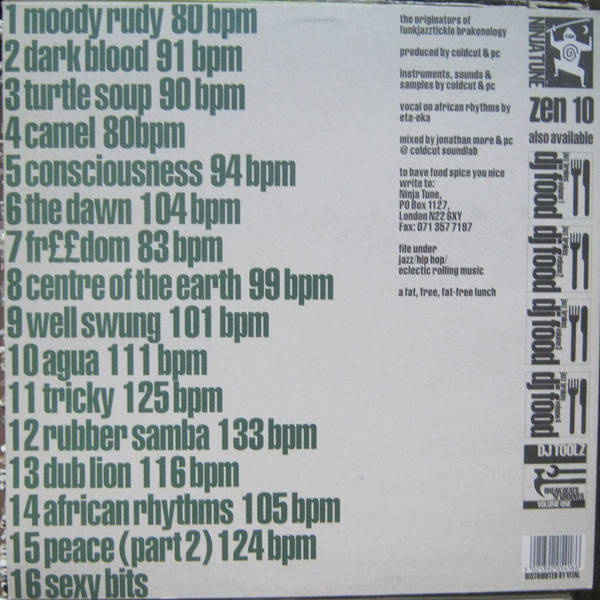 1 moody rudy 80 bpm
2 dark blood 91 bpm
3 turtle soup 90 bpm
4 camel 80bpm
5 consciousness 94 bpm
6 the dawn 104 bpm
7 fr££dom 83 bpm
8 centre of the earth 99 bpm
9 well swung 101 bpm
10 agua 111 bpm
11 tricky 125 bpm
12 rubber samba 133 bpm
13 dub lion 116 bpm
14 african rhythms 105 bpm
15 peace (part 2) 124 bpm
16 sexy bits
the originators of
funkjazztickle brakenology
produced by coldcut & pc
instruments, sounds &
samples by coldcut & pc
vocal on african rhythms by
eta-eka
mixed by jonathan more & pc
@ coldcut soundlab
to have food spice you nice
write to:
Ninja Tune,
PO Box 1127,
London N22 6XY
Fax: 071 357 7197
file under
jazz/hip hop/
eclectic rolling music
a fat, free, fat-free lunch
NINJA TUNE
zen 10
also available
dj food
dj food
dj food
dj food
DJ TOOLZ
BREAK BEATS
'N' GROOVES
VOLUME ONE
DISTRIBUTED BY VITAL